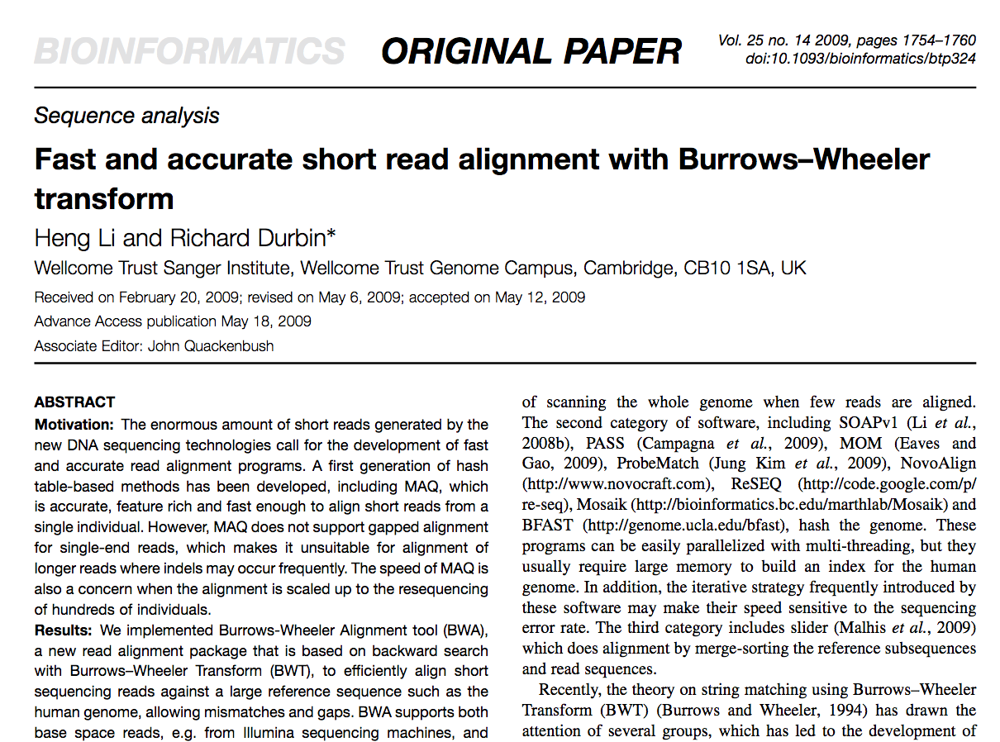 BIOINFORMATICS
ORIGINAL PAPER
Vol. 25 no. 14 2009, pages 1754–1760
doi:10.1093/bioinformatics/btp324
Sequence analysis
Fast and accurate short read alignment with Burrows–Wheeler
transform
Heng Li and Richard Durbin*
Wellcome Trust Sanger Institute, Wellcome Trust Genome Campus, Cambridge, CB10 1SA, UK
Received on February 20, 2009; revised on May 6, 2009; accepted on May 12, 2009
Advance Access publication May 18, 2009
Associate Editor: John Quackenbush
ABSTRACT
Motivation: The enormous amount of short reads generated by the
new DNA sequencing technologies call for the development of fast
and accurate read alignment programs. A first generation of hash
table-based methods has been developed, including MAQ, which
is accurate, feature rich and fast enough to align short reads from a
single individual. However, MAQ does not support gapped alignment
for single-end reads, which makes it unsuitable for alignment of
longer reads where indels may occur frequently. The speed of MAQ is
also a concern when the alignment is scaled up to the resequencing
of hundreds of individuals.
Results: We implemented Burrows-Wheeler Alignment tool (BWA),
a new read alignment package that is based on backward search
with Burrows–Wheeler Transform (BWT), to efficiently align short
sequencing reads against a large reference sequence such as the
human genome, allowing mismatches and gaps. BWA supports both
base space reads, e.g. from Illumina sequencing machines, and
of scanning the whole genome when few reads are aligned.
The second category of software, including SOAPv1 (Li et al.,
2008b), PASS (Campagna et al., 2009), MOM (Eaves and
Gao, 2009), ProbeMatch (Jung Kim et al., 2009), NovoAlign
(http://www.novocraft.com), ReSEQ (http://code.google.com/p/
re-seq), Mosaik (http://bioinformatics.bc.edu/marthlab/Mosaik) and
BFAST (http://genome.ucla.edu/bfast), hash the genome. These
programs can be easily parallelized with multi-threading, but they
usually require large memory to build an index for the human
genome. In addition, the iterative strategy frequently introduced by
these software may make their speed sensitive to the sequencing
error rate. The third category includes slider (Malhis et al., 2009)
which does alignment by merge-sorting the reference subsequences
and read sequences.
Recently, the theory on string matching using Burrows–Wheeler
Transform (BWT) (Burrows and Wheeler, 1994) has drawn the
attention of several groups, which has led to the development of